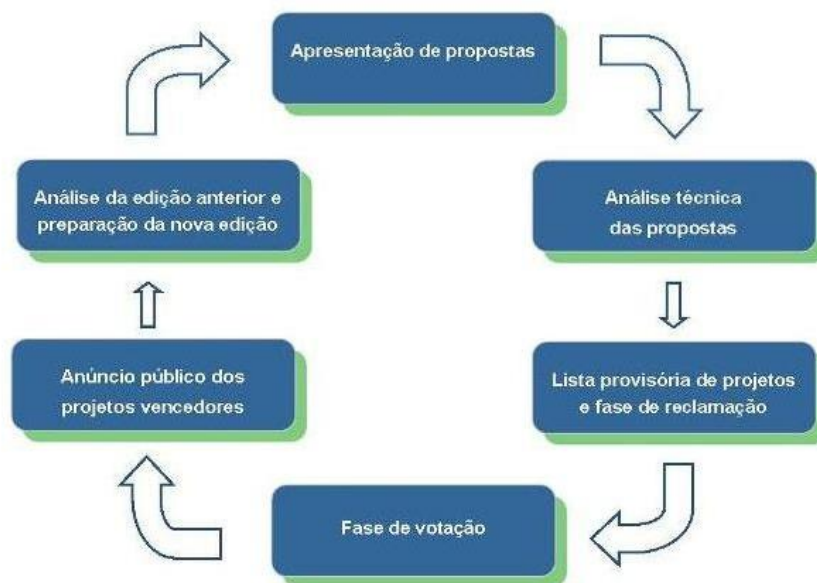 Apresentação de propostas
Análise técnica
das propostas
Lista provisória de projetos
e fase de reclamação
Fase de votação
Anúncio público dos
projetos vencedores
Análise da edição anterior e
preparação da nova edição